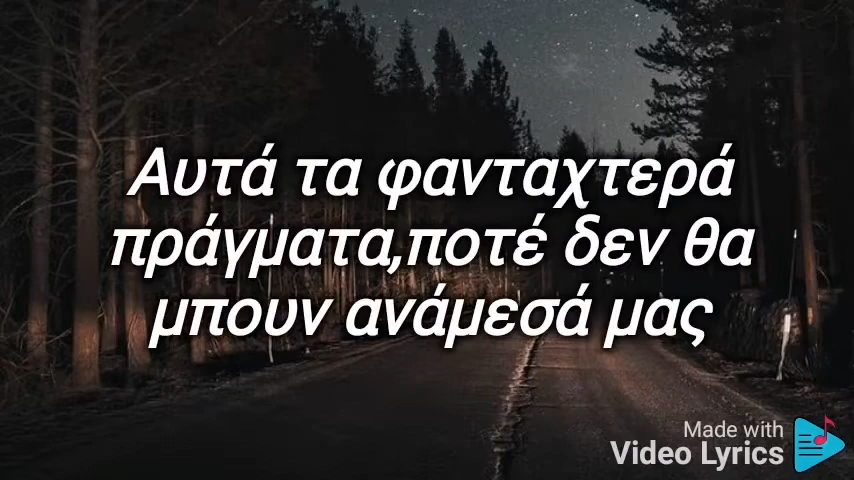 Αυτά τα φανταχτερά
πράγματα,ποτέ δεν θα
μπουν ανάμεσά μας
Made with
Video Lyrics